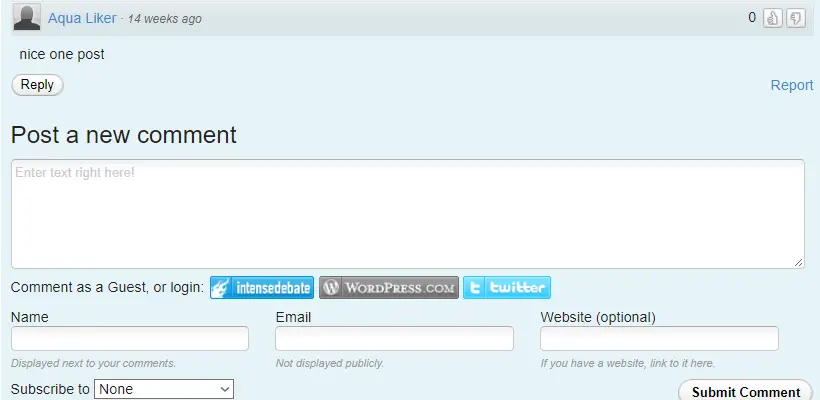 Aqua Liker · 14 weeks ago 0
nice one post
Reply Report
Post a new comment
Enter text right here!
Comment as a Guest, or login: intensedebate WORDPRESS.COM twitter
Name Email Website (optional)
Displayed next to your comments. Not displayed publicly. If you have a website, link to it here.
Subscribe to None Submit Comment